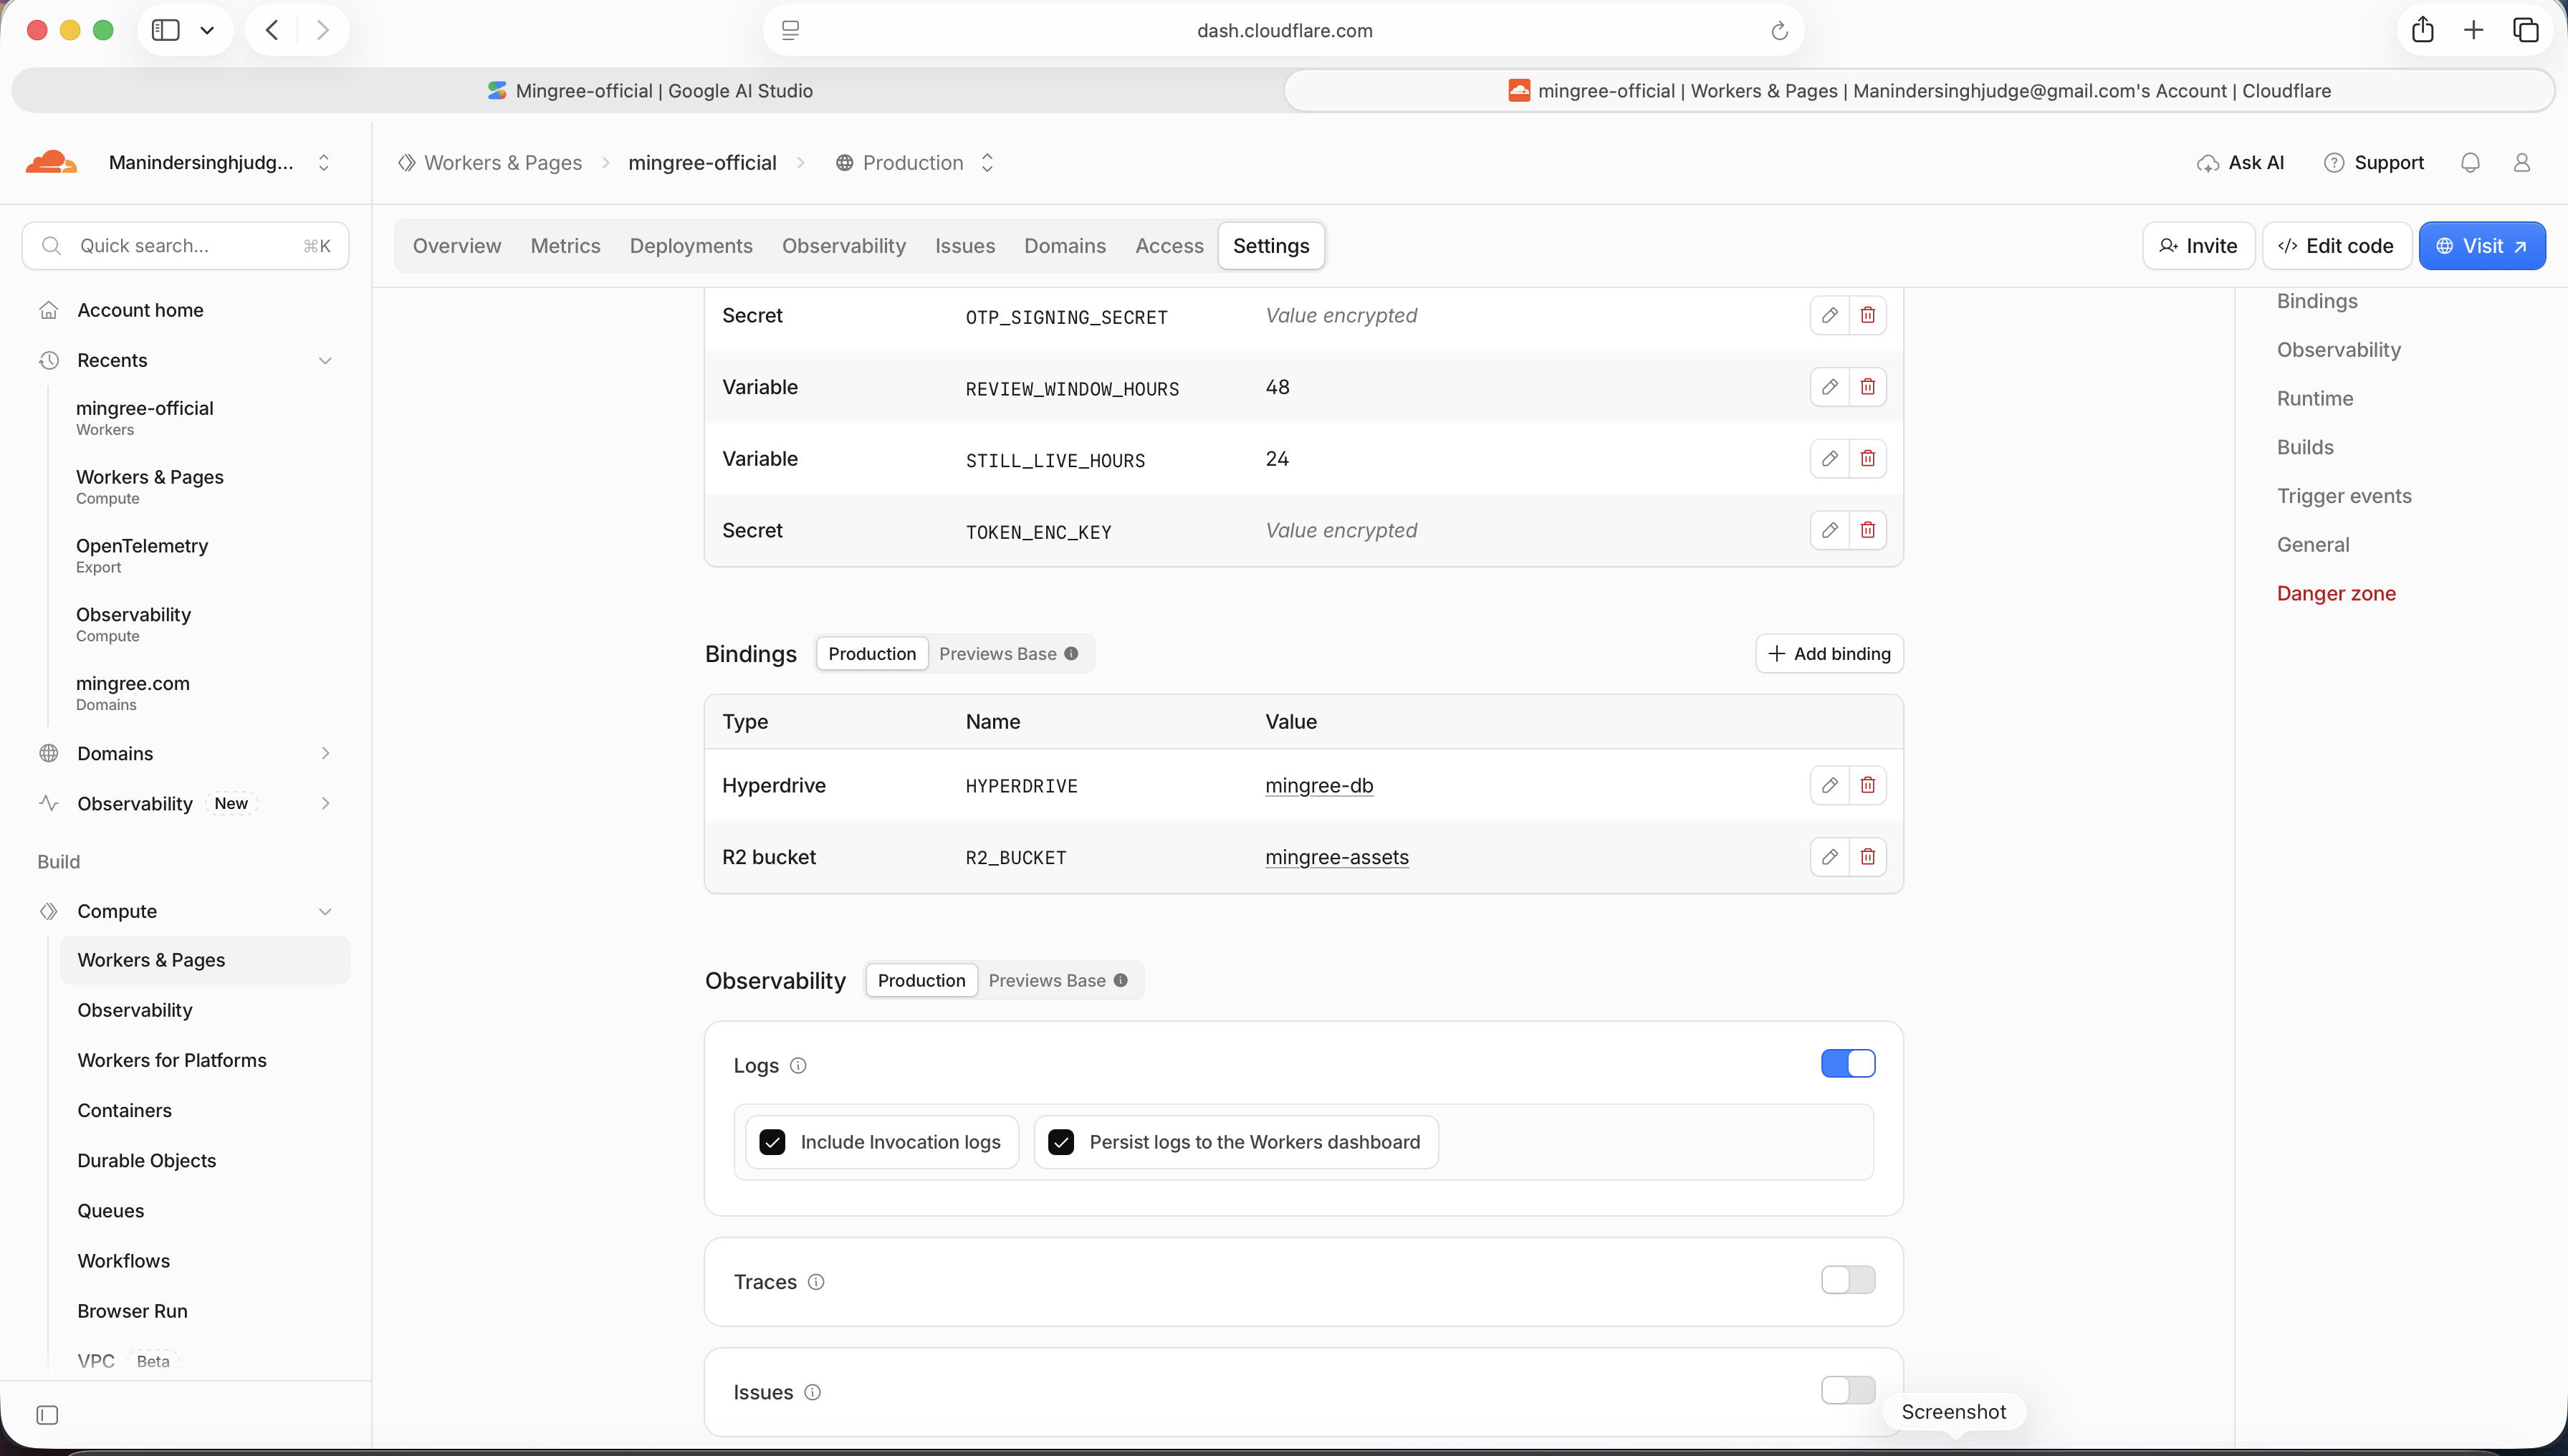 dash.cloudflare.com
Mingree-official | Google AI Studio
mingree-official | Workers & Pages | Manindersinghjudge@gmail.com's Account | Cloudflare
Manindersinghjudg...
Workers & Pages > mingree-official > Production
Ask AI
Support
Quick search...
⌘K
Overview
Metrics
Deployments
Observability
Issues
Domains
Access
Settings
Invite
</> Edit code
Visit
Account home
Recents
mingree-official
Workers
Workers & Pages
Compute
OpenTelemetry
Export
Observability
Compute
mingree.com
Domains
Domains
Observability New
Build
Compute
Workers & Pages
Observability
Workers for Platforms
Containers
Durable Objects
Queues
Workflows
Browser Run
VPC Beta
Secret OTP_SIGNING_SECRET Value encrypted
Variable REVIEW_WINDOW_HOURS 48
Variable STILL_LIVE_HOURS 24
Secret TOKEN_ENC_KEY Value encrypted
Bindings Production Previews Base
Add binding
Type Name Value
Hyperdrive HYPERDRIVE mingree-db
R2 bucket R2_BUCKET mingree-assets
Observability Production Previews Base
Logs
Include Invocation logs
Persist logs to the Workers dashboard
Traces
Issues
Bindings
Observability
Runtime
Builds
Trigger events
General
Danger zone
Screenshot